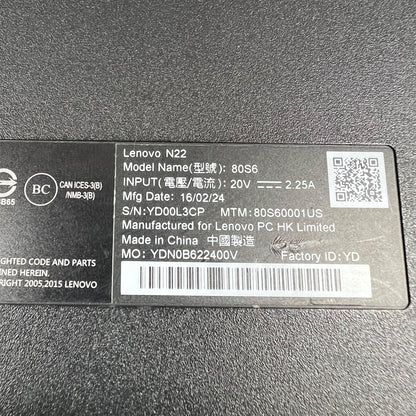 Lenovo N22
Model Name(型號): 80S6
INPUT(電壓/電流): 20V ⎓ 2.25A
Mfg Date: 16/02/24
S/N:YD00L3CP MTM:80S60001US
Manufactured for Lenovo PC HK Limited
Made in China 中國製造
MO: YDN0B622400V Factory ID: YD
BC
CAN ICES-3(B)
/NMB-3(B)
GHTED CODE AND PARTS
INED HEREIN.
RIGHT 2005,2015 LENOVO